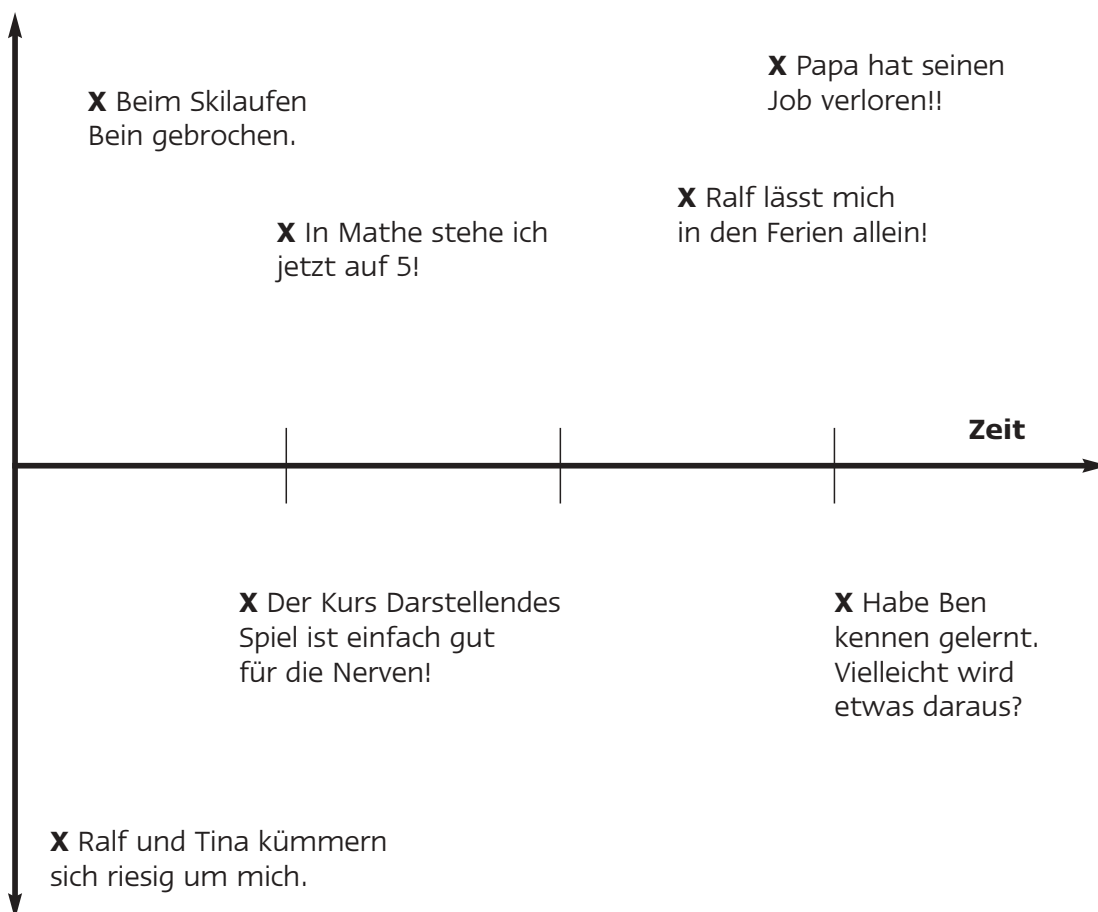 X Papa hat seinen
Job verloren!!
X Beim Skilaufen
Bein gebrochen.
X Ralf lässt mich
in den Ferien allein!
X In Mathe stehe ich
jetzt auf 5!
Zeit
X Der Kurs Darstellendes
Spiel ist einfach gut
für die Nerven!
X Habe Ben
kennen gelernt.
Vielleicht wird
etwas daraus?
X Ralf und Tina kümmern
sich riesig um mich.